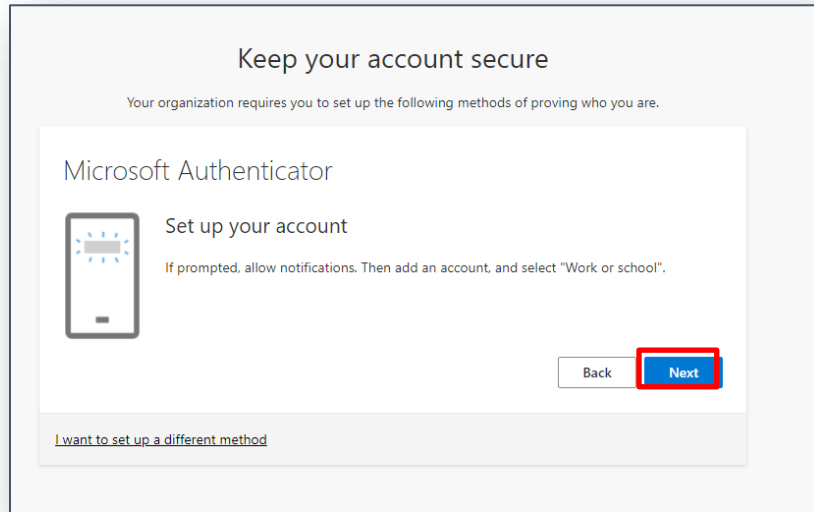 Keep your account secure
Your organization requires you to set up the following methods of proving who you are.
Microsoft Authenticator
Set up your account
If prompted, allow notifications. Then add an account, and select "Work or school".
Back Next
I want to set up a different method